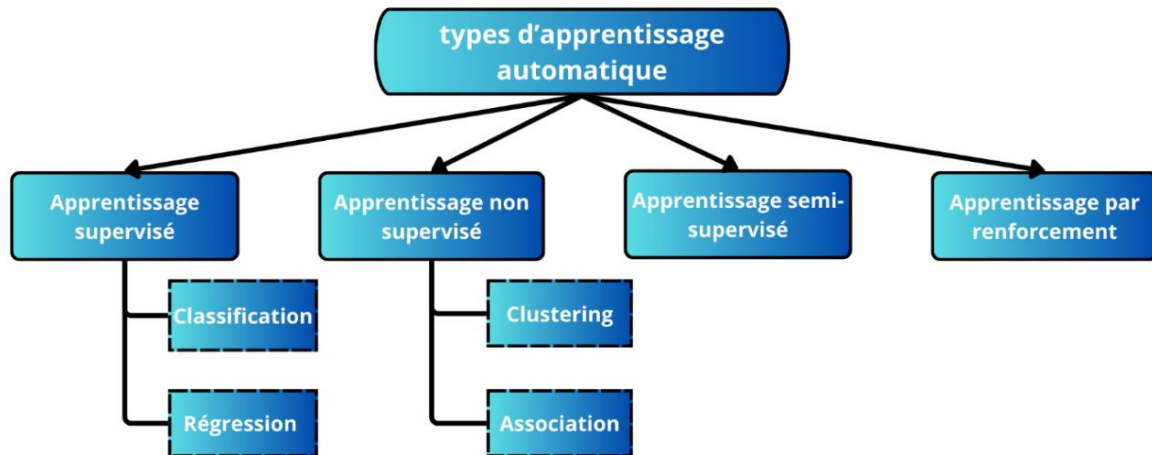 types d’apprentissage
automatique
Apprentissage
supervisé
Apprentissage non
supervisé
Apprentissage semi-
supervisé
Apprentissage par
renforcement
Classification
Régression
Clustering
Association